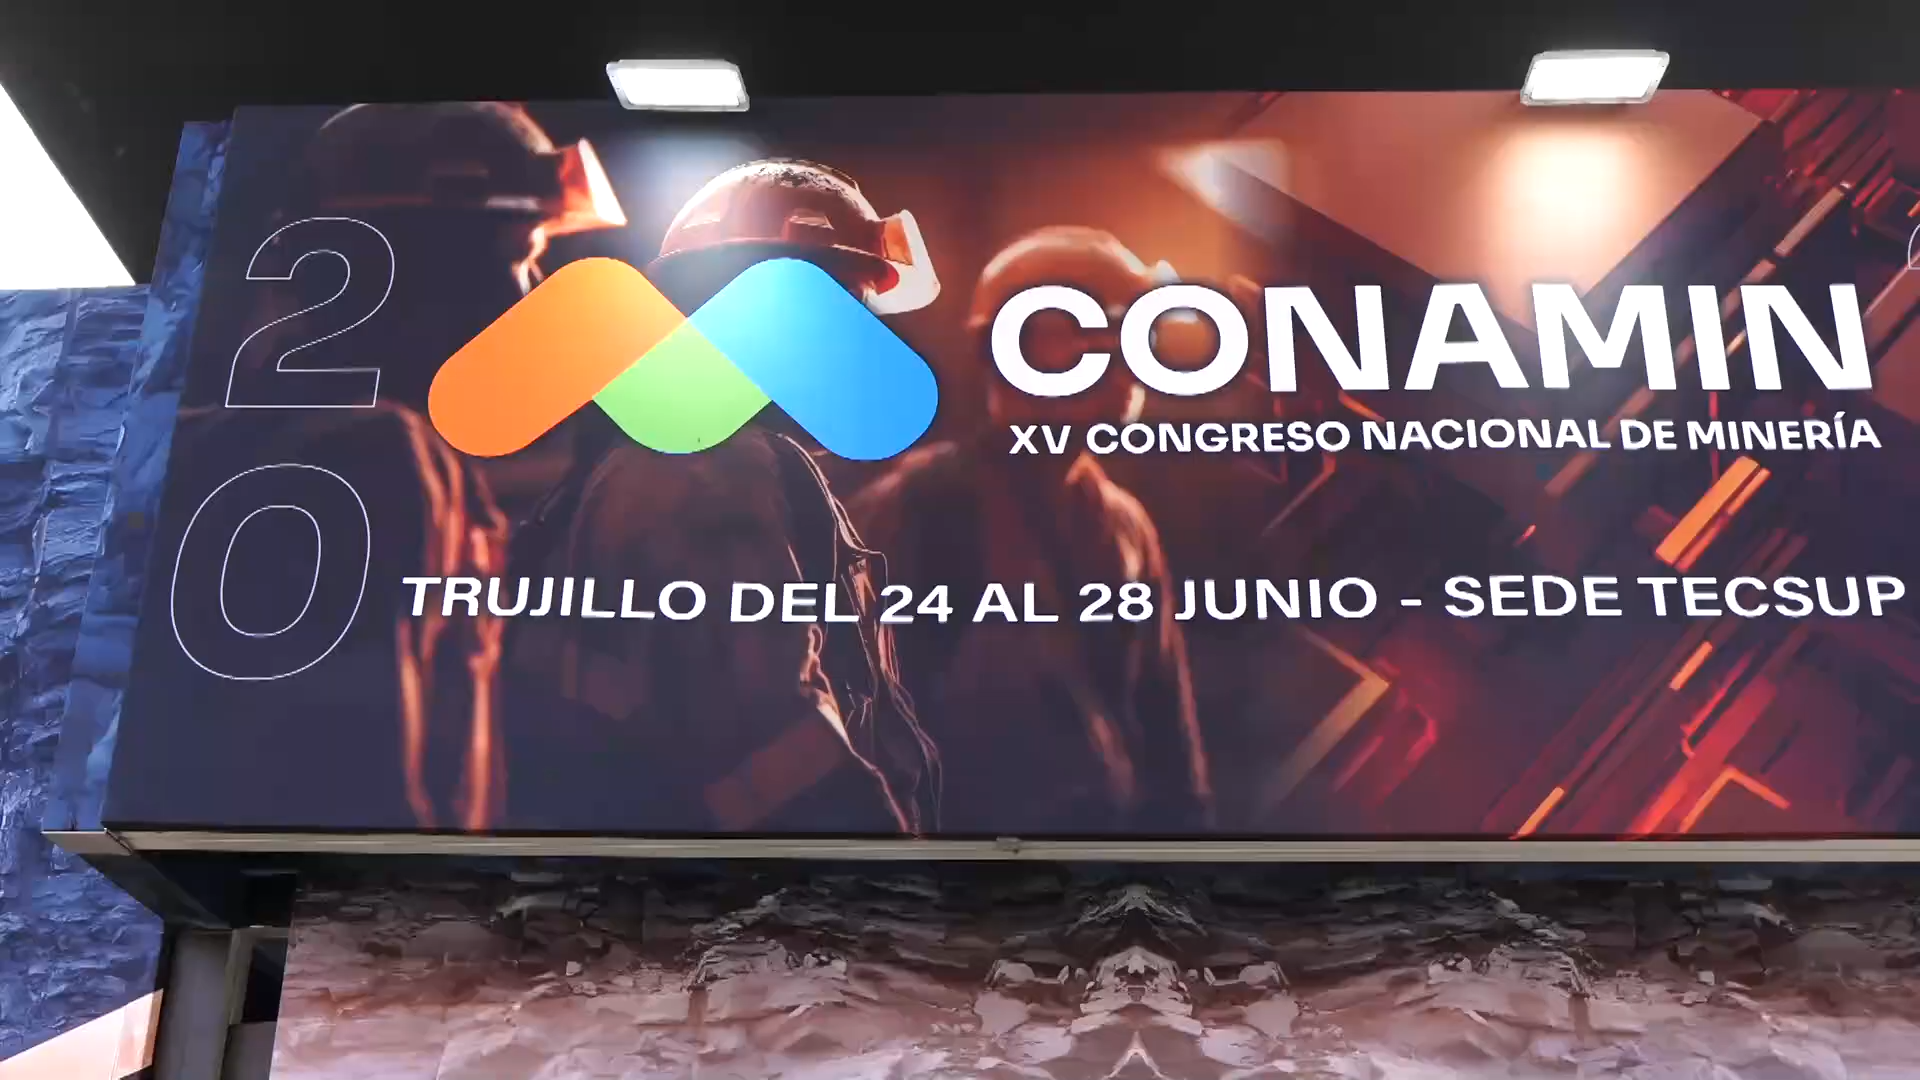 20
CONAMIN
XV CONGRESO NACIONAL DE MINERÍA
TRUJILLO DEL 24 AL 28 JUNIO - SEDE TECSUP